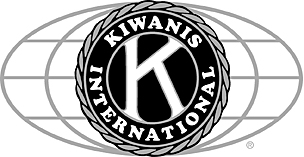 KIWANIS
K
INTERNATIONAL
®